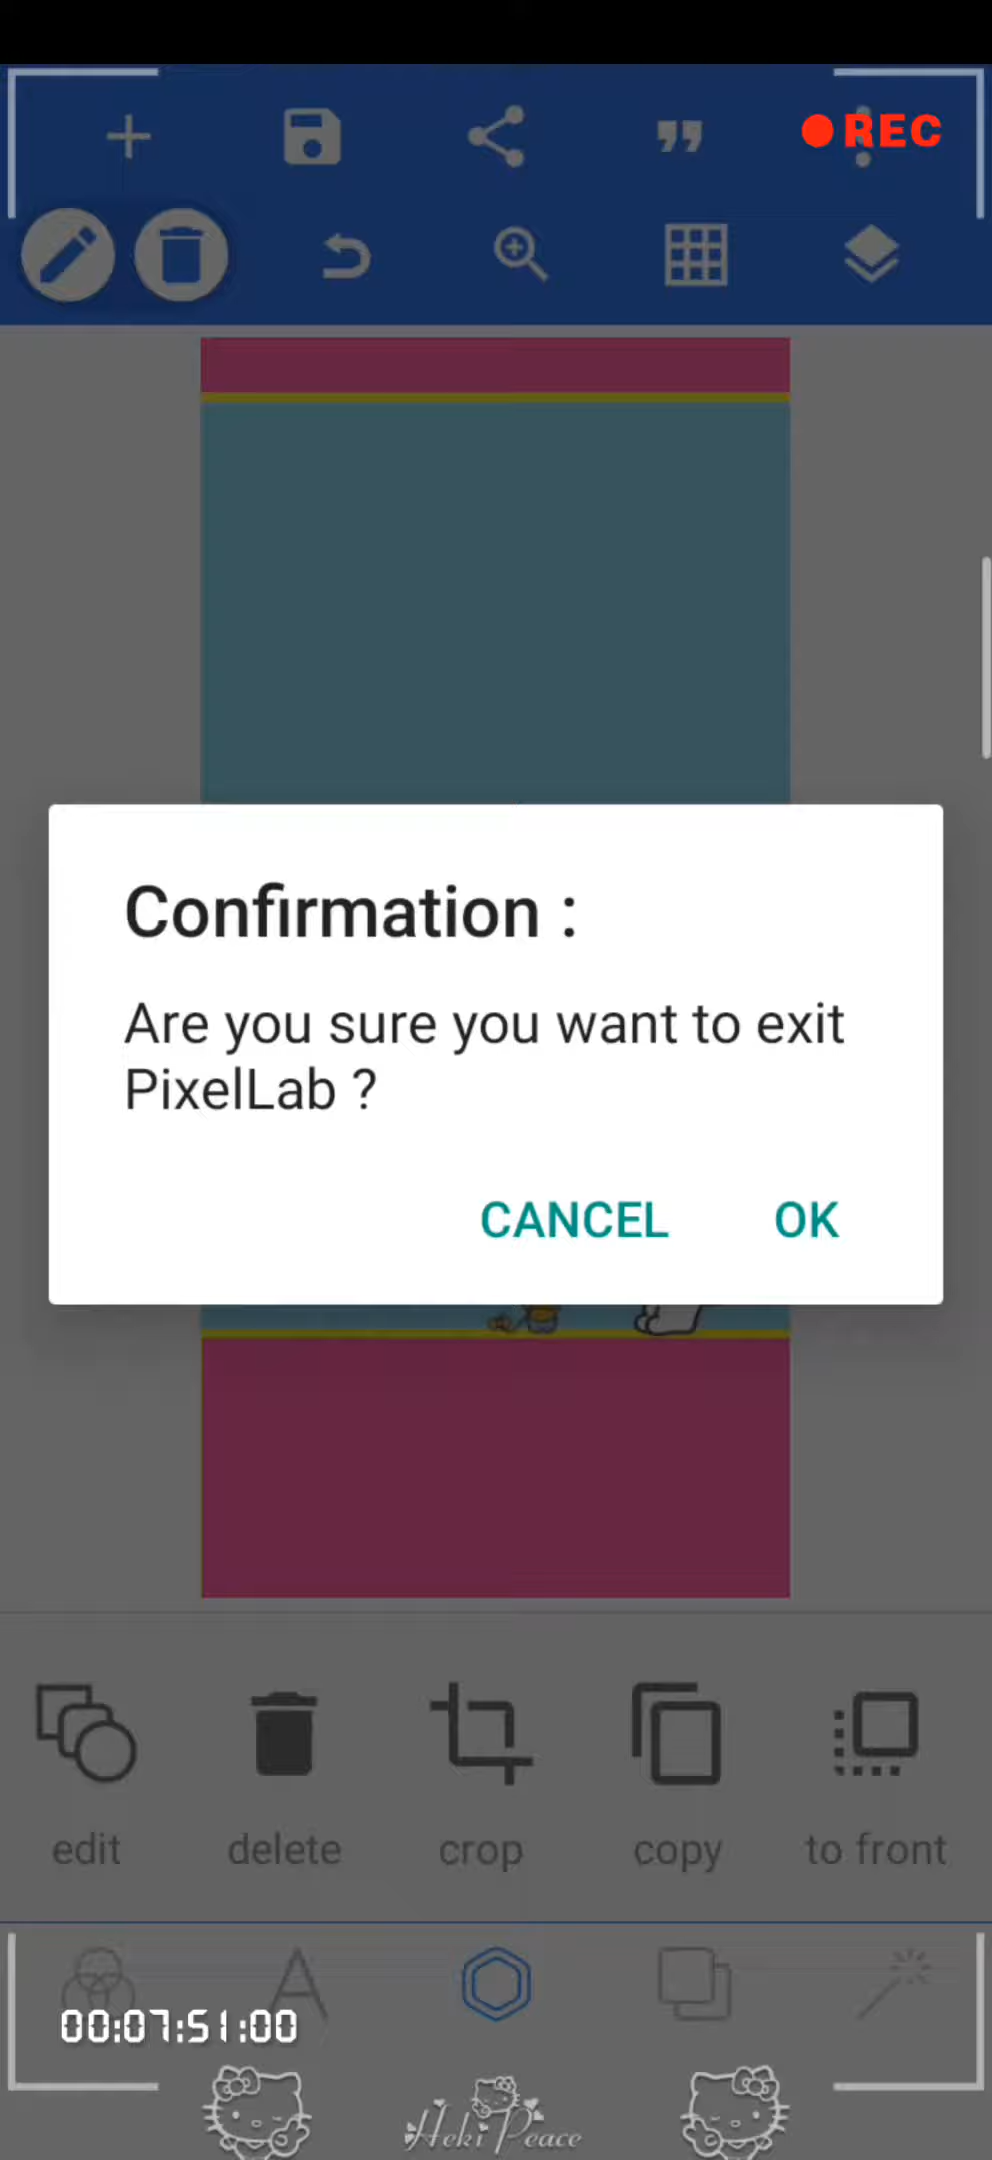 REC
Confirmation :
Are you sure you want to exit
PixelLab ?
CANCEL OK
edit delete crop copy to front
00:07:51:00
Heki Peace